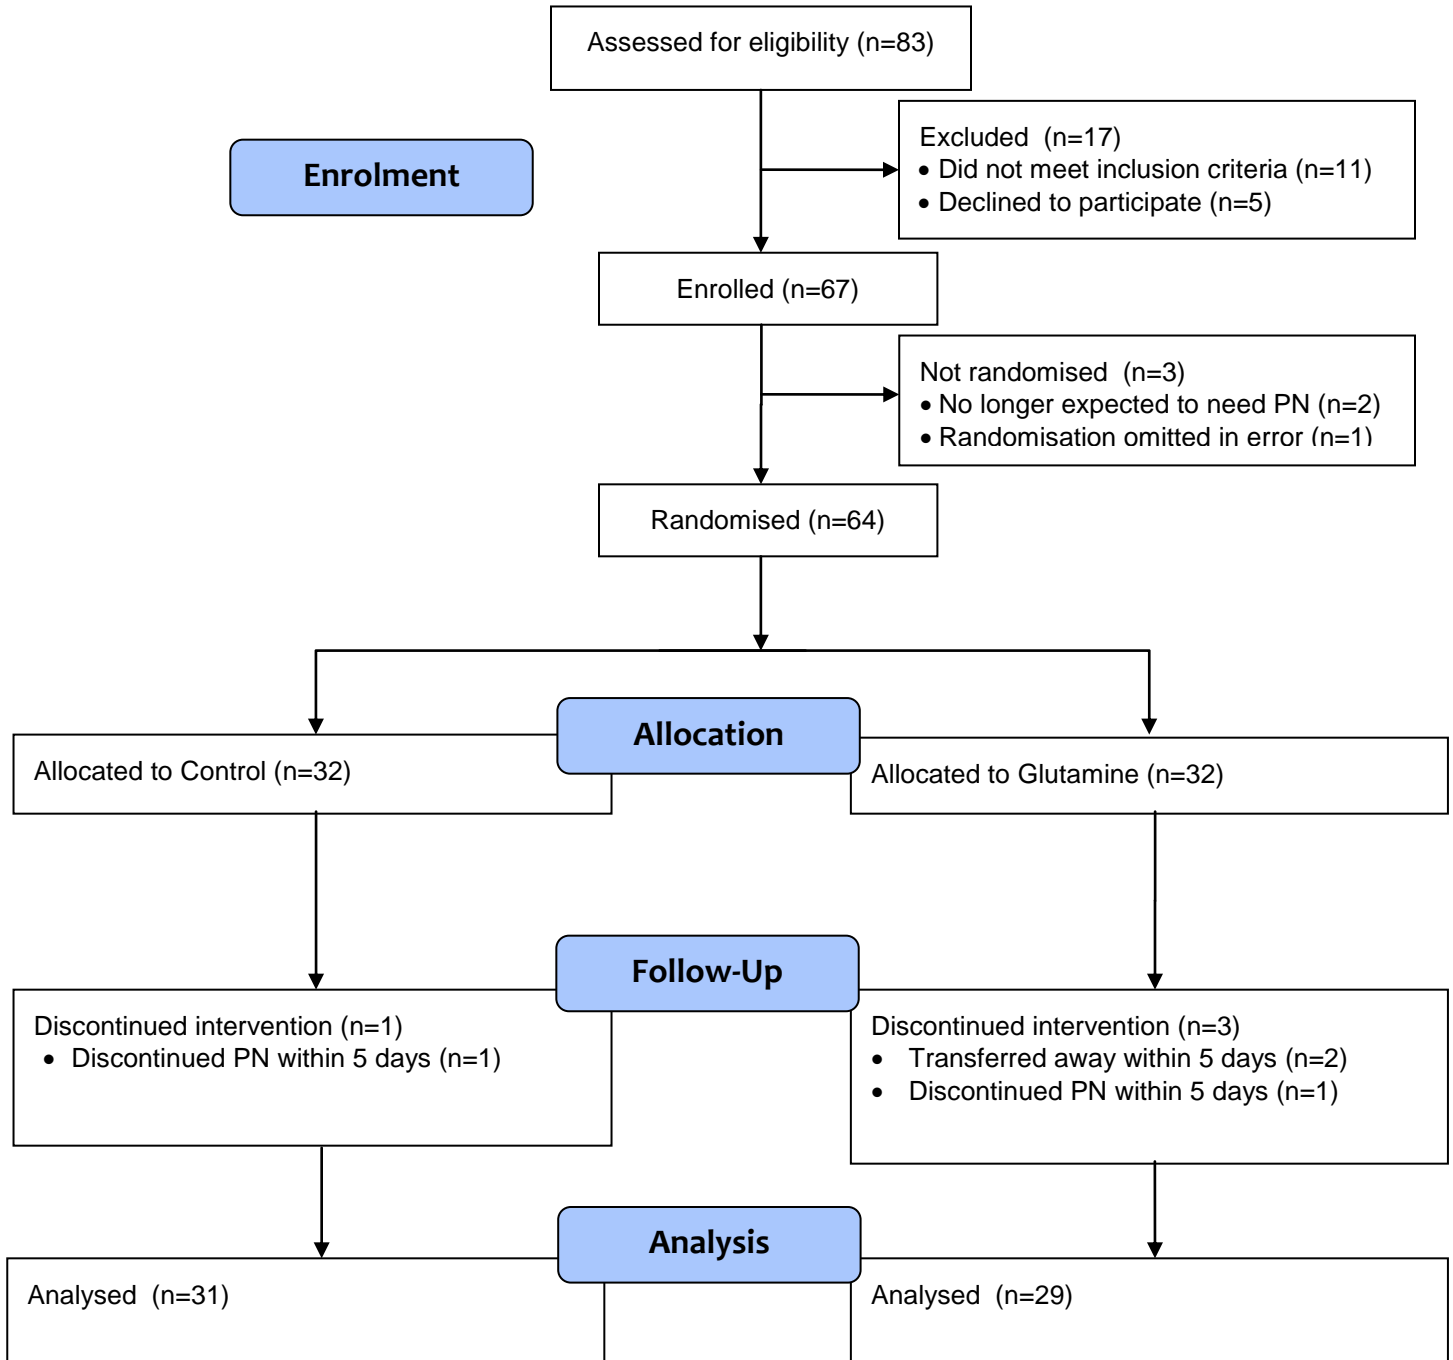 Assessed for eligibility (n=83)
Excluded  (n=17)
• Did not meet inclusion criteria (n=11)
• Declined to participate (n=5)
Enrolment
Enrolled (n=67)
Not randomised  (n=3)
• No longer expected to need PN (n=2)
• Randomisation omitted in error (n=1)
Randomised (n=64)
Allocation
Allocated to Control (n=32)
Allocated to Glutamine (n=32)
Follow-Up
Discontinued intervention (n=1)
• Discontinued PN within 5 days (n=1)
Discontinued intervention (n=3)
• Transferred away within 5 days (n=2)
• Discontinued PN within 5 days (n=1)
Analysis
Analysed  (n=31)
Analysed  (n=29)